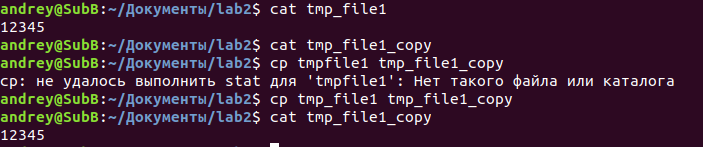 andrey@SubB:~/Документы/lab2$ cat tmp_file1
12345
andrey@SubB:~/Документы/lab2$ cat tmp_file1_copy
andrey@SubB:~/Документы/lab2$ cp tmpfile1 tmp_file1_copy
cp: не удалось выполнить stat для 'tmpfile1': Нет такого файла или каталога
andrey@SubB:~/Документы/lab2$ cp tmp_file1 tmp_file1_copy
andrey@SubB:~/Документы/lab2$ cat tmp_file1_copy
12345